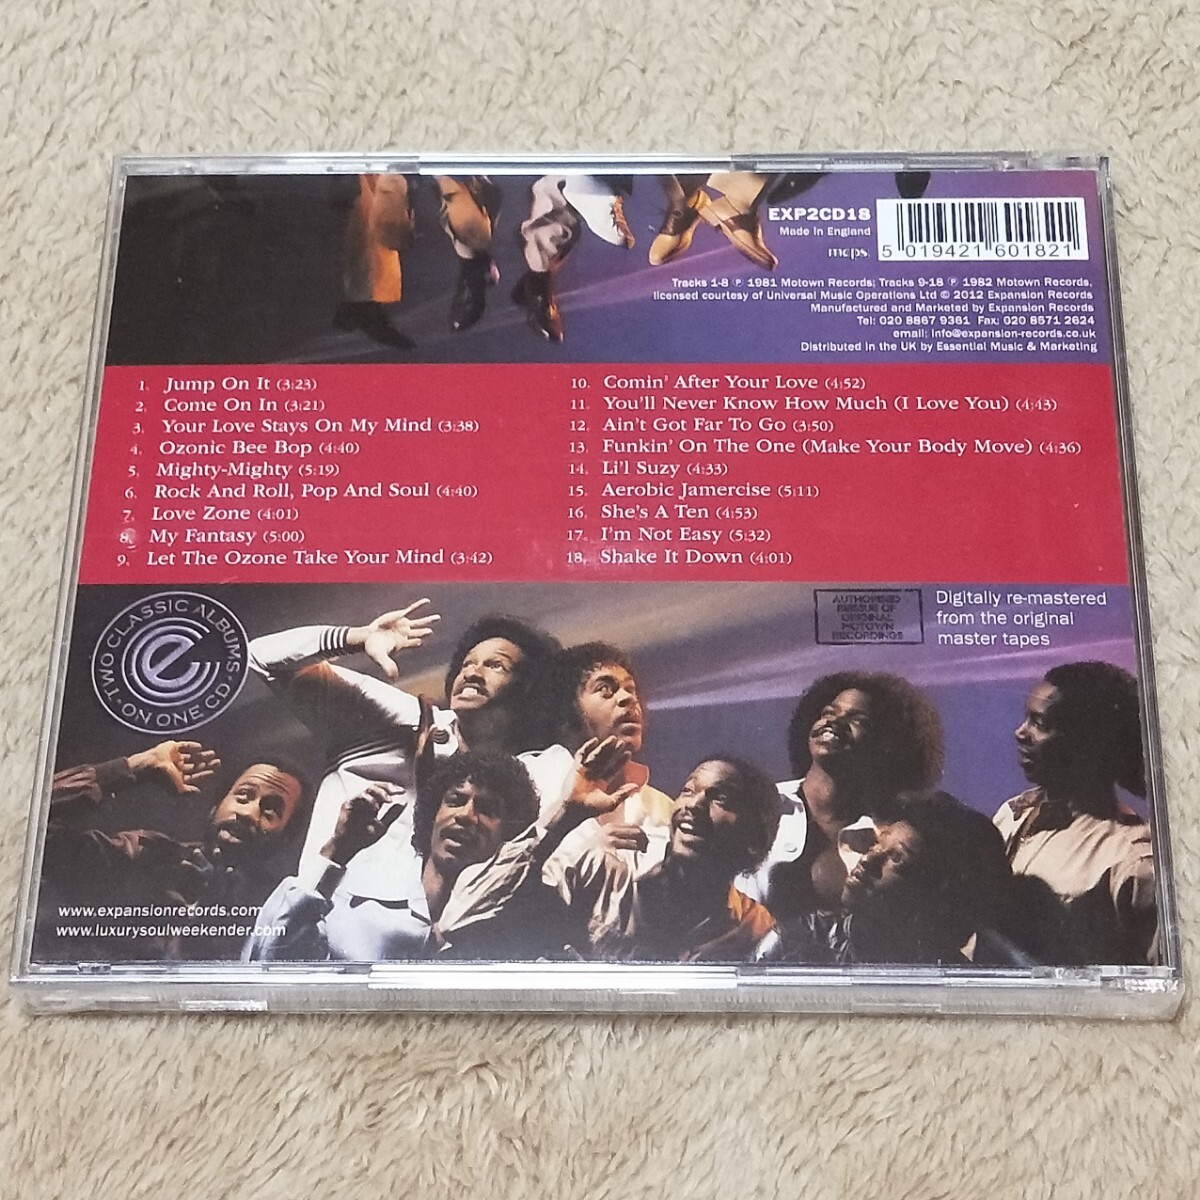 EXP2CD18
Made in England
mcps
5 019421 601821
Tracks 1-8 ℗ 1981 Motown Records; Tracks 9-18 ℗ 1982 Motown Records,
licensed courtesy of Universal Music Operations Ltd © 2012 Expansion Records
Manufactured and Marketed by Expansion Records
Tel: 020 8867 9361 Fax: 020 8571 2624
email: info@expansion-records.co.uk
Distributed in the UK by Essential Music & Marketing
1. Jump On It (3:23)
2. Come On In (3:21)
3. Your Love Stays On My Mind (3:38)
4. Ozonic Bee Bop (4:40)
5. Mighty-Mighty (5:19)
6. Rock And Roll, Pop And Soul (4:40)
7. Love Zone (4:01)
8. My Fantasy (5:00)
9. Let The Ozone Take Your Mind (3:42)
10. Comin' After Your Love (4:52)
11. You'll Never Know How Much (I Love You) (4:43)
12. Ain't Got Far To Go (3:50)
13. Funkin' On The One (Make Your Body Move) (4:36)
14. Li'l Suzy (4:33)
15. Aerobic Jamercise (5:11)
16. She's A Ten (4:53)
17. I'm Not Easy (5:32)
18. Shake It Down (4:01)
TWO CLASSIC ALBUMS · ON ONE CD ·
e
AUTHORISED
REISSUE OF
ORIGINAL
MOTOWN
RECORDINGS
Digitally re-mastered
from the original
master tapes
www.expansionrecords.com
www.luxurysoulweekender.com